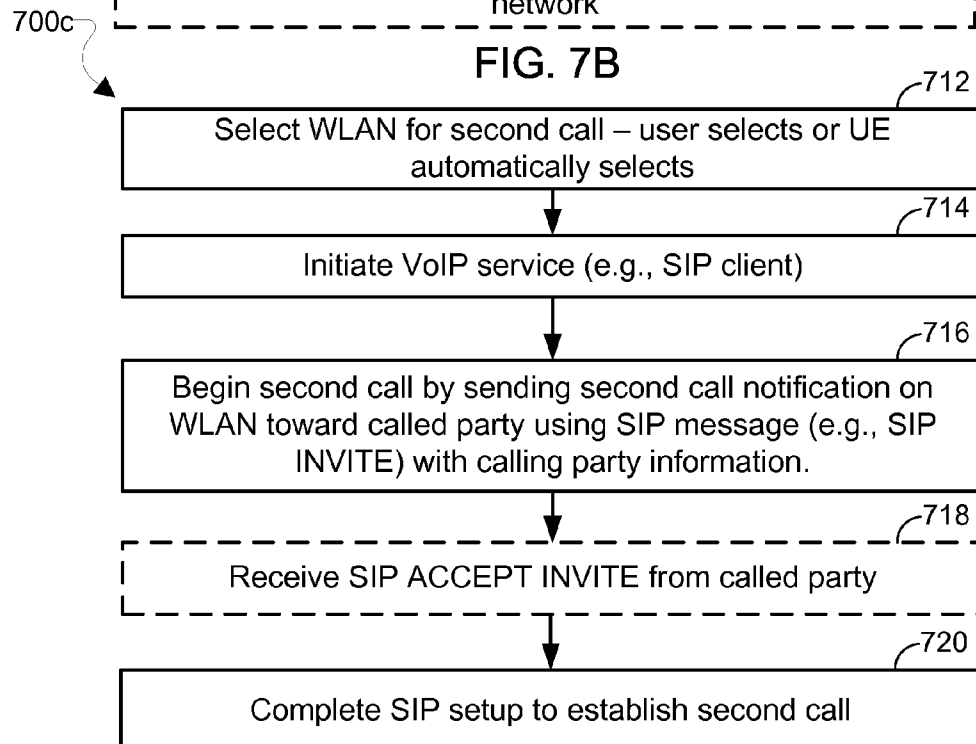 network
700c
FIG. 7B
712
Select WLAN for second call – user selects or UE
automatically selects
714
Initiate VoIP service (e.g., SIP client)
716
Begin second call by sending second call notification on
WLAN toward called party using SIP message (e.g., SIP
INVITE) with calling party information.
718
Receive SIP ACCEPT INVITE from called party
720
Complete SIP setup to establish second call